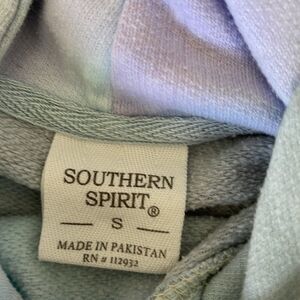 SOUTHERN
SPIRIT®
— S —
MADE IN PAKISTAN
RN # 112932